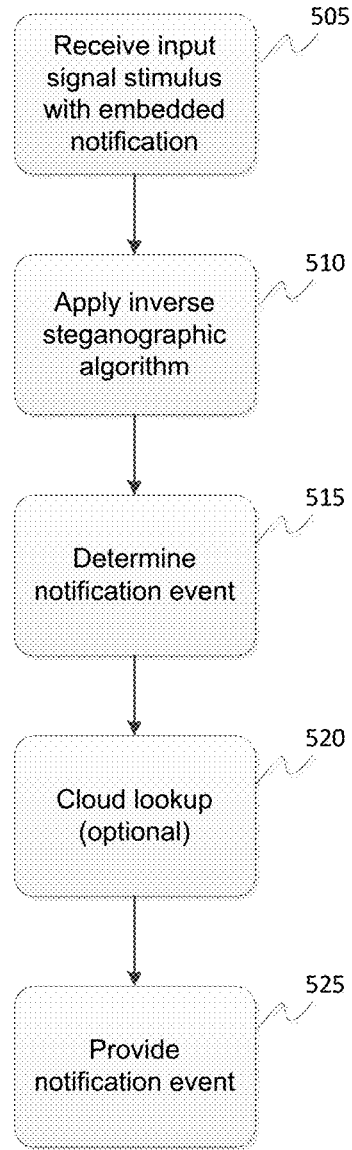 505
Receive input
signal stimulus
with embedded
notification
510
Apply inverse
steganographic
algorithm
515
Determine
notification event
520
Cloud lookup
(optional)
525
Provide
notification event